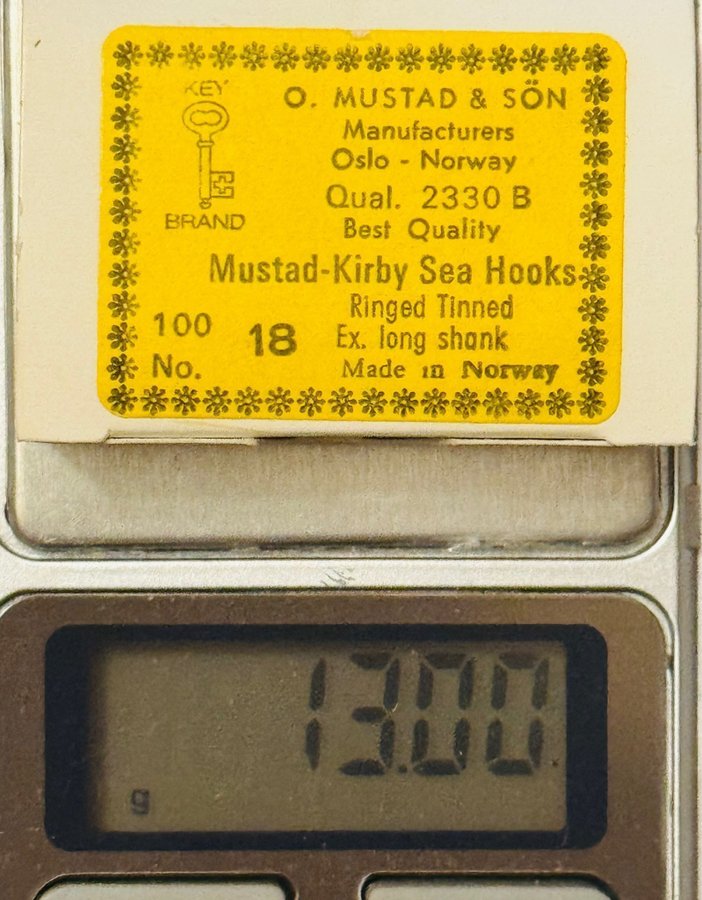 KEY
BRAND
O. MUSTAD & SÖN
Manufacturers
Oslo - Norway
Qual. 2330 B
Best Quality
Mustad-Kirby Sea Hooks
Ringed Tinned
100
No.
18
Ex. long shank
Made in Norway
13.00
g